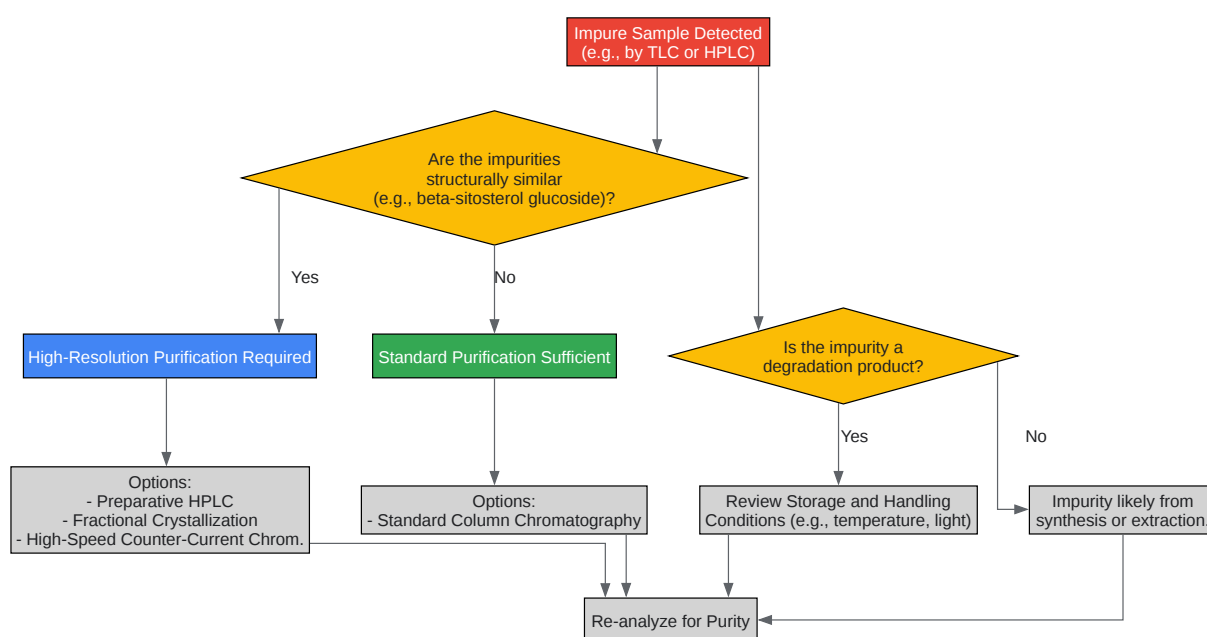 Impure Sample Detected
(e.g., by TLC or HPLC)
Are the impurities
structurally similar
(e.g., beta-sitosterol glucoside)?
Yes
No
High-Resolution Purification Required
Standard Purification Sufficient
Is the impurity a
degradation product?
Yes
No
Options:
- Preparative HPLC
- Fractional Crystallization
- High-Speed Counter-Current Chrom.
Options:
- Standard Column Chromatography
Review Storage and Handling
Conditions (e.g., temperature, light)
Impurity likely from
synthesis or extraction.
Re-analyze for Purity